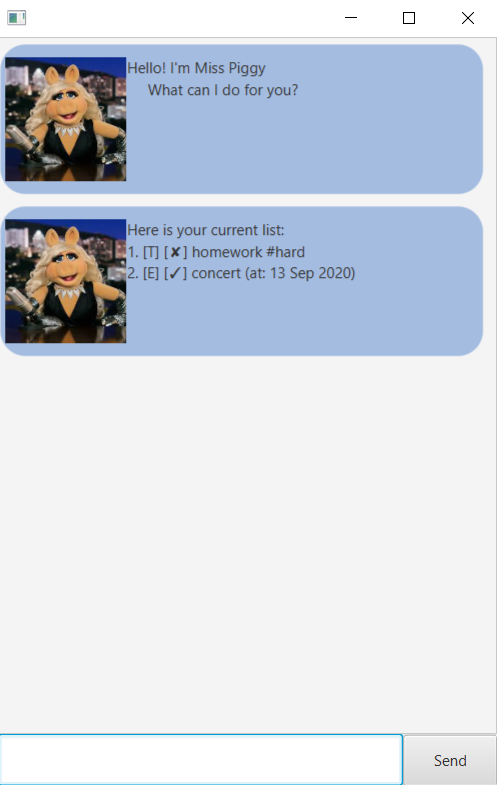 Hello! I'm Miss Piggy
What can I do for you?
Here is your current list:
1. [T] [✘] homework #hard
2. [E] [✓] concert (at: 13 Sep 2020)
Send